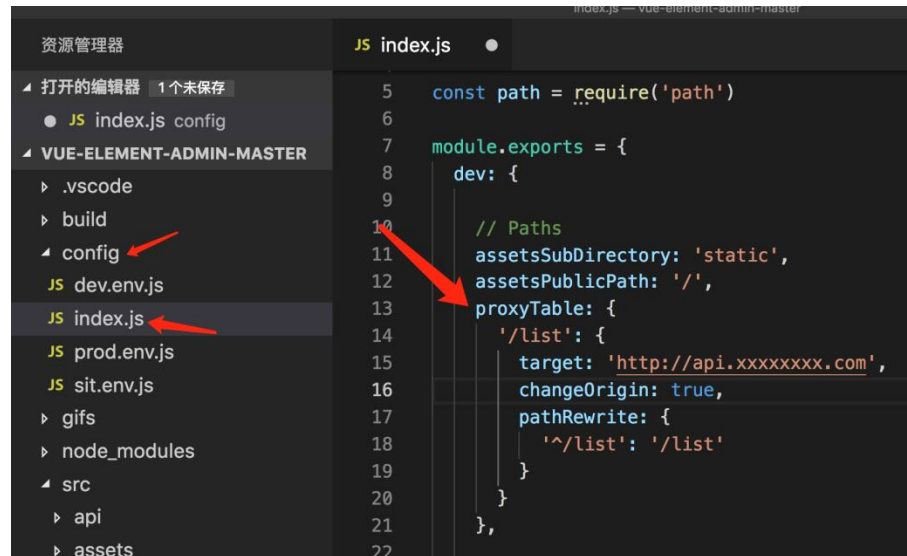 index.js — vue-element-admin-master
资源管理器
打开的编辑器 1个未保存
JS index.js config
VUE-ELEMENT-ADMIN-MASTER
.vscode
build
config
JS dev.env.js
JS index.js
JS prod.env.js
JS sit.env.js
gifs
node_modules
src
api
assets
JS index.js
5 const path = require('path')
6
7 module.exports = {
8 dev: {
9
10 // Paths
11 assetsSubDirectory: 'static',
12 assetsPublicPath: '/',
13 proxyTable: {
14 '/list': {
15 target: 'http://api.xxxxxxxx.com',
16 changeOrigin: true,
17 pathRewrite: {
18 '^/list': '/list'
19 }
20 }
21 },
22